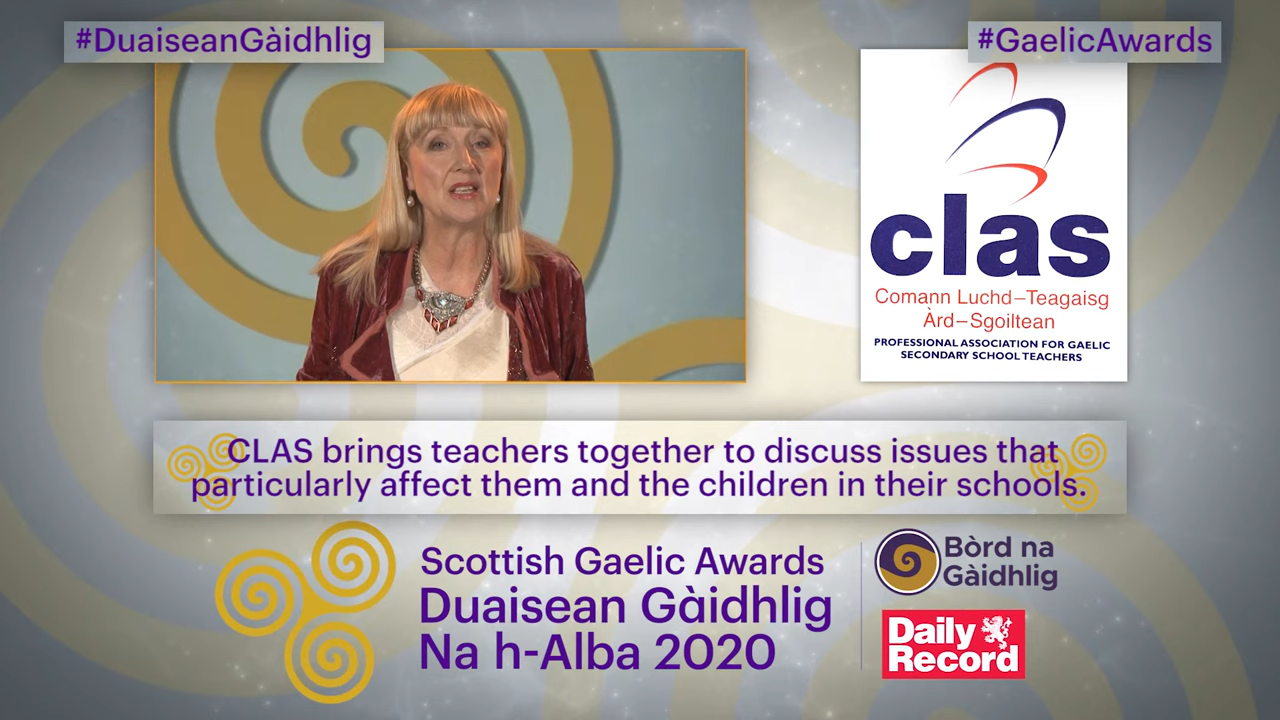 #DuaiseanGàidhlig
#GaelicAwards
clas
Comann Luchd–Teagaisg
Àrd–Sgoiltean
PROFESSIONAL ASSOCIATION FOR GAELIC
SECONDARY SCHOOL TEACHERS
CLAS brings teachers together to discuss issues that
particularly affect them and the children in their schools.
Scottish Gaelic Awards
Duaisean Gàidhlig
Na h-Alba 2020
Bòrd na
Gàidhlig
Daily
Record